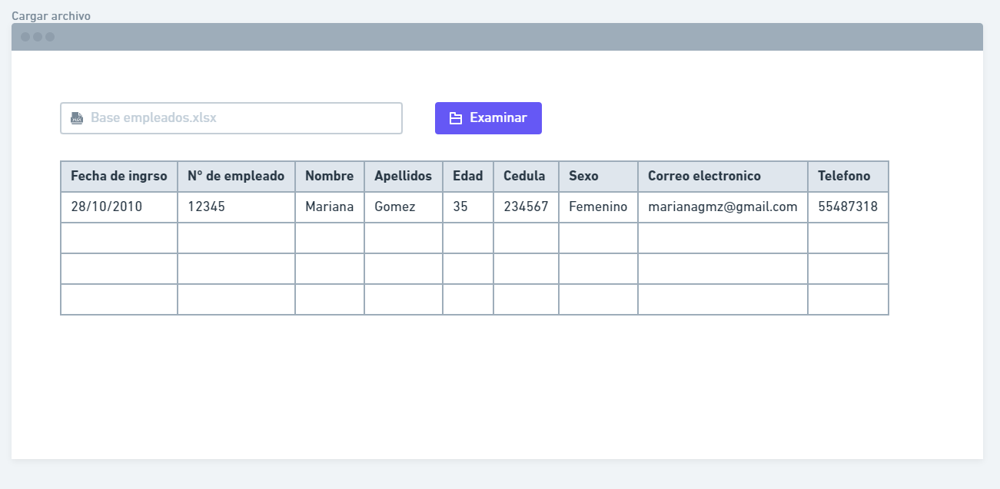 Cargar archivo
Base empleados.xlsx
Examinar
Fecha de ingrso N° de empleado Nombre Apellidos Edad Cedula Sexo Correo electronico Telefono
28/10/2010 12345 Mariana Gomez 35 234567 Femenino marianagmz@gmail.com 55487318